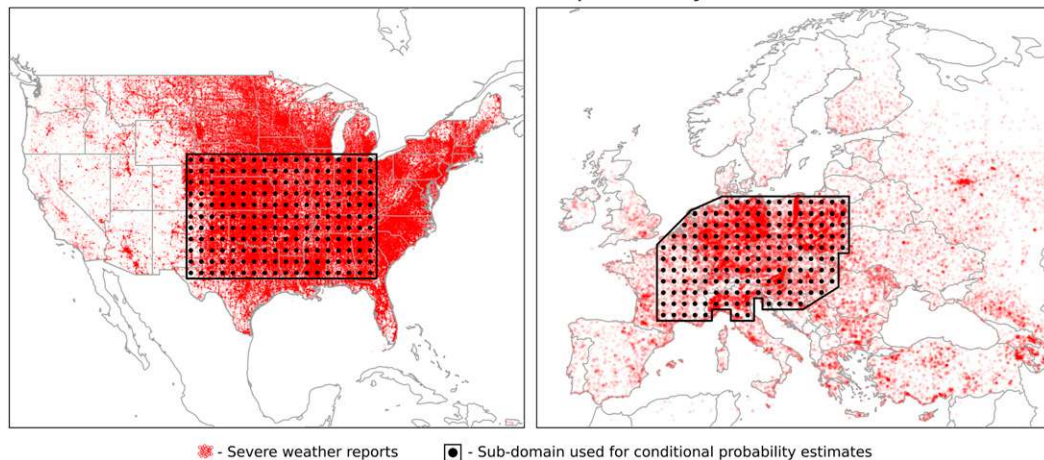 - Severe weather reports
- Sub-domain used for conditional probability estimates